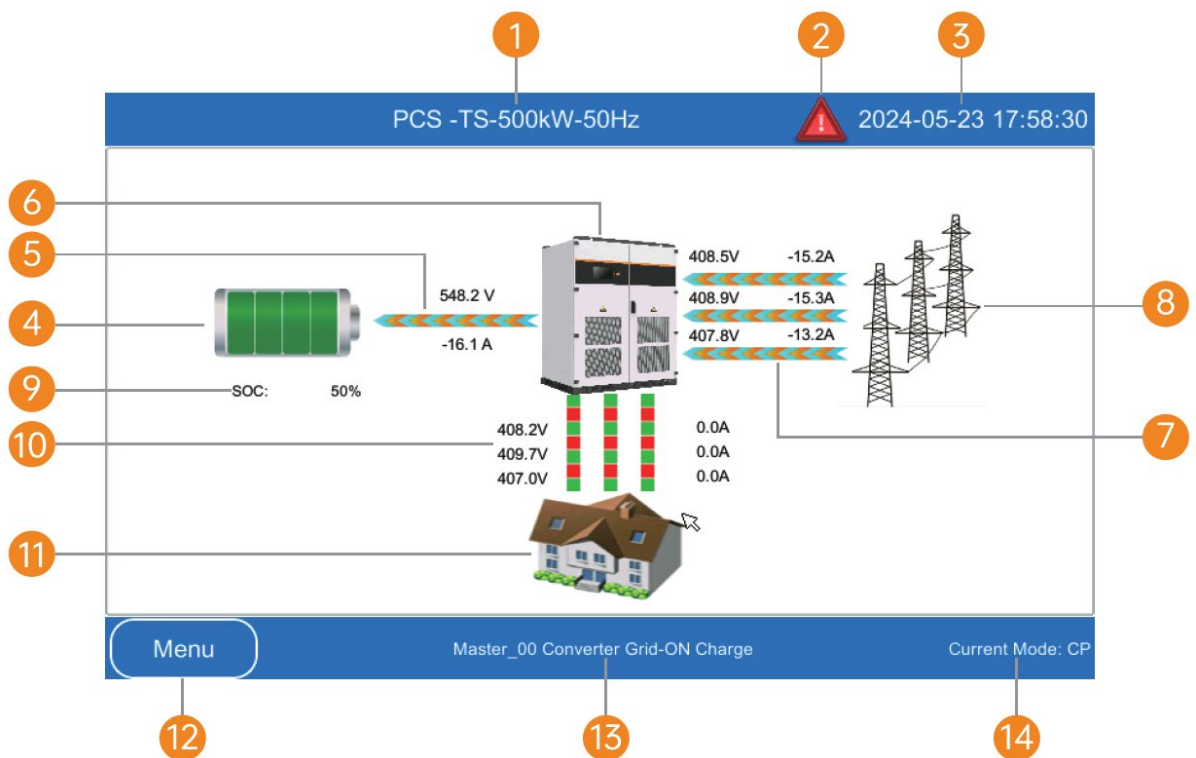 1
2
3
PCS -TS-500kW-50Hz
2024-05-23 17:58:30
6
5
4
9
10
11
548.2 V
-16.1 A
SOC: 50%
408.5V -15.2A
408.9V -15.3A
407.8V -13.2A
8
7
408.2V 0.0A
409.7V 0.0A
407.0V 0.0A
Menu
Master_00 Converter Grid-ON Charge
Current Mode: CP
12
13
14